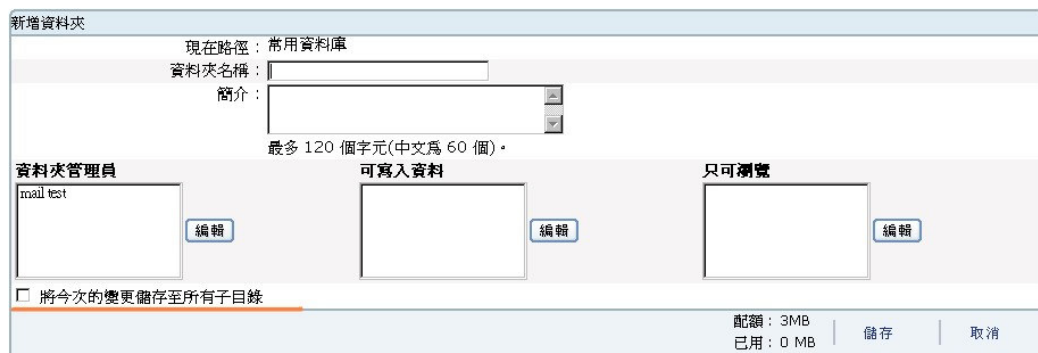 新增資料夾
現在路徑：常用資料庫
資料夾名稱：
簡介：
最多 120 個字元(中文為 60 個)。
資料夾管理員 可寫入資料 只可瀏覽
mail test
編輯 編輯 編輯
將今次的變更儲存至所有子目錄
配額：3MB
已用：0 MB
儲存 取消